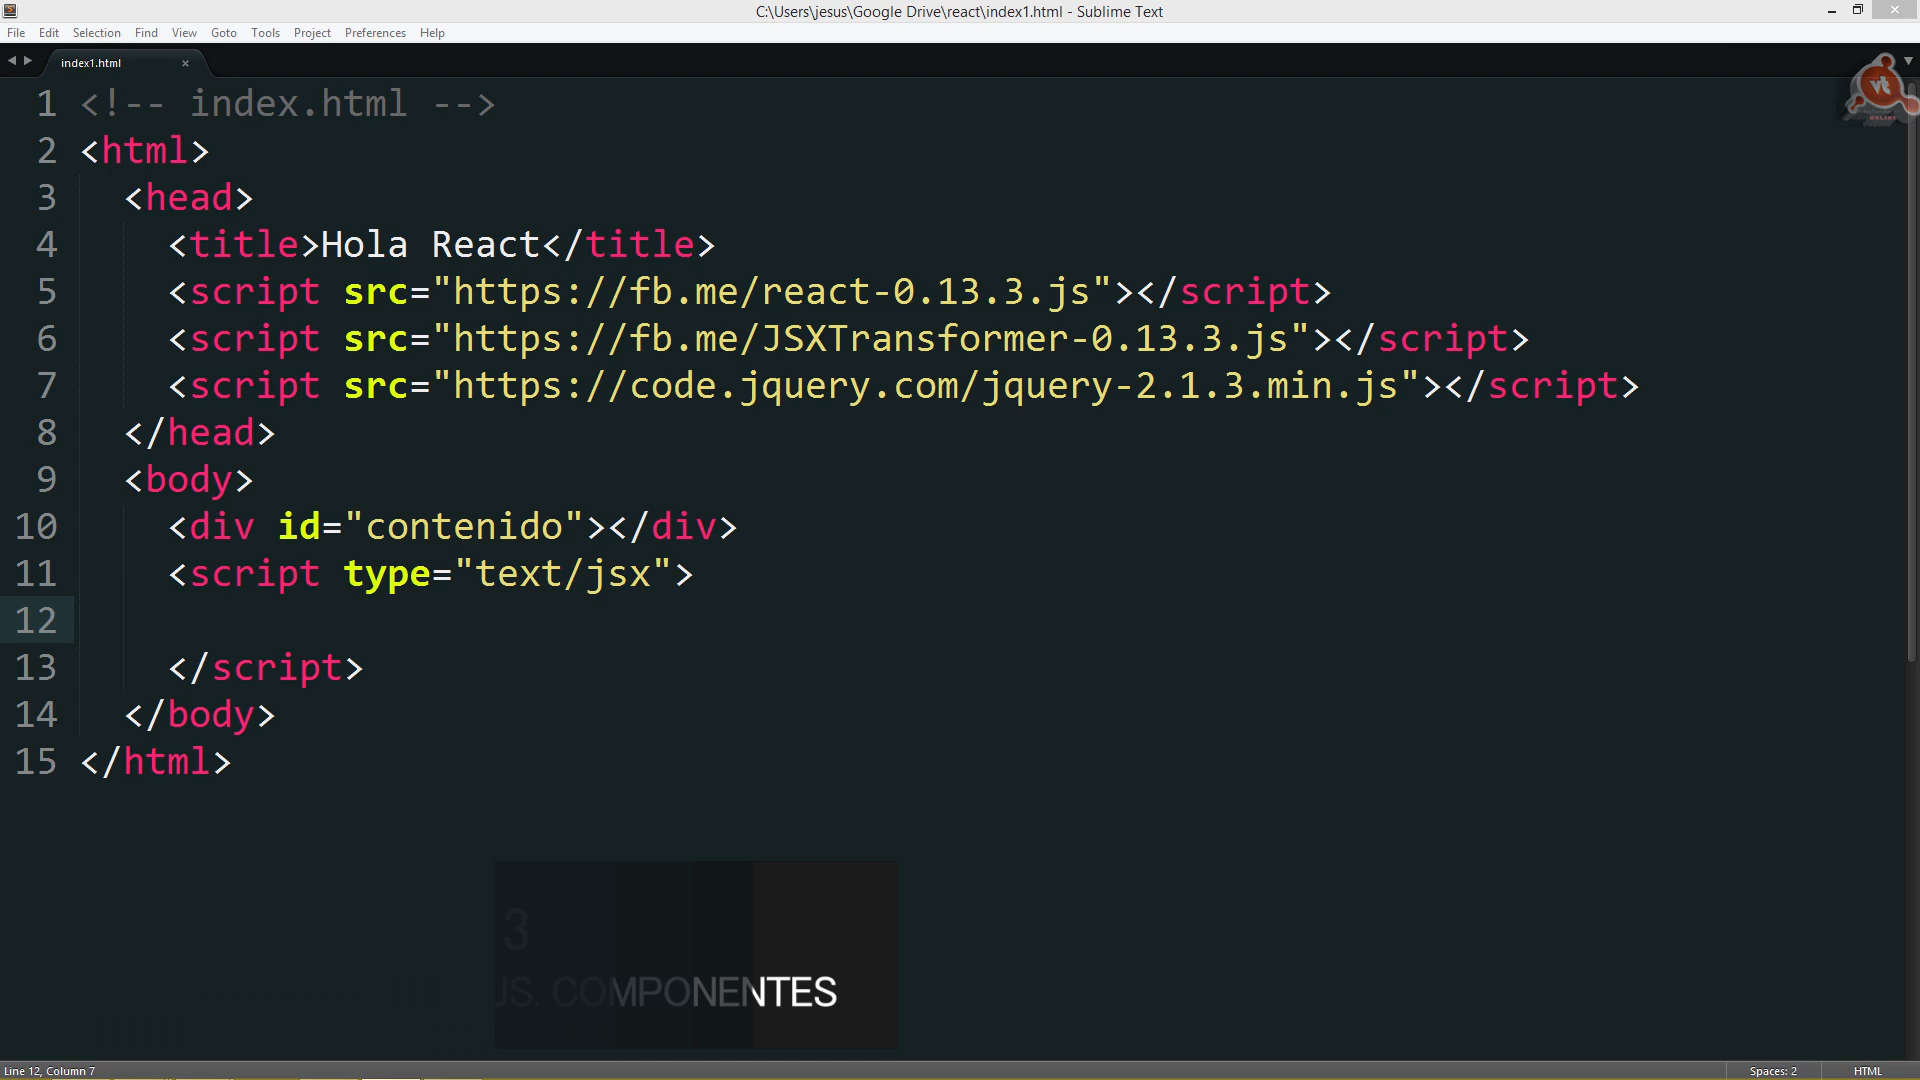 C:\Users\jesus\Google Drive\react\index1.html - Sublime Text
File Edit Selection Find View Goto Tools Project Preferences Help
index1.html
1 <!-- index.html -->
2 <html>
3 <head>
4 <title>Hola React</title>
5 <script src="https://fb.me/react-0.13.3.js"></script>
6 <script src="https://fb.me/JSXTransformer-0.13.3.js"></script>
7 <script src="https://code.jquery.com/jquery-2.1.3.min.js"></script>
8 </head>
9 <body>
10 <div id="contenido"></div>
11 <script type="text/jsx">
12
13 </script>
14 </body>
15 </html>
vt
ONLINE
3
JS. COMPONENTES
Line 12, Column 7
Spaces: 2
HTML